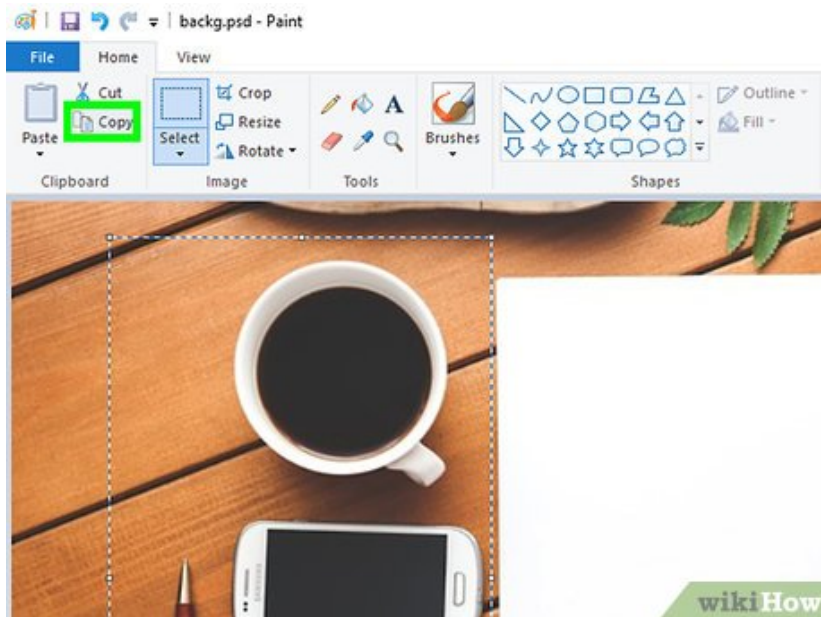 backg.psd - Paint
File Home View
Cut
Copy
Paste
Clipboard
Select
Crop
Resize
Rotate
Image
A
Tools
Brushes
Outline
Fill
Shapes
SAMSUNG
wikiHow